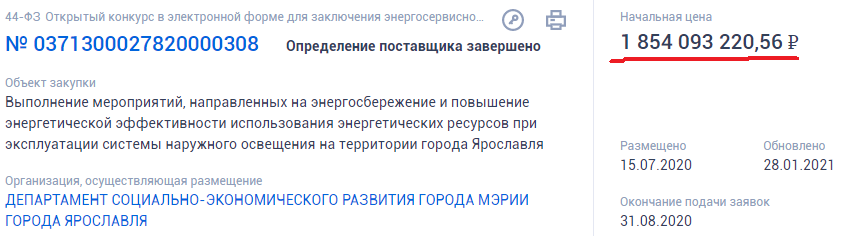 44-ФЗ Открытый конкурс в электронной форме для заключения энергосервисно...
№ 0371300027820000308
Определение поставщика завершено
Объект закупки
Выполнение мероприятий, направленных на энергосбережение и повышение
энергетической эффективности использования энергетических ресурсов при
эксплуатации системы наружного освещения на территории города Ярославля
Организация, осуществляющая размещение
ДЕПАРТАМЕНТ СОЦИАЛЬНО-ЭКОНОМИЧЕСКОГО РАЗВИТИЯ ГОРОДА МЭРИИ
ГОРОДА ЯРОСЛАВЛЯ
Начальная цена
1 854 093 220,56 ₽
Размещено
15.07.2020
Обновлено
28.01.2021
Окончание подачи заявок
31.08.2020